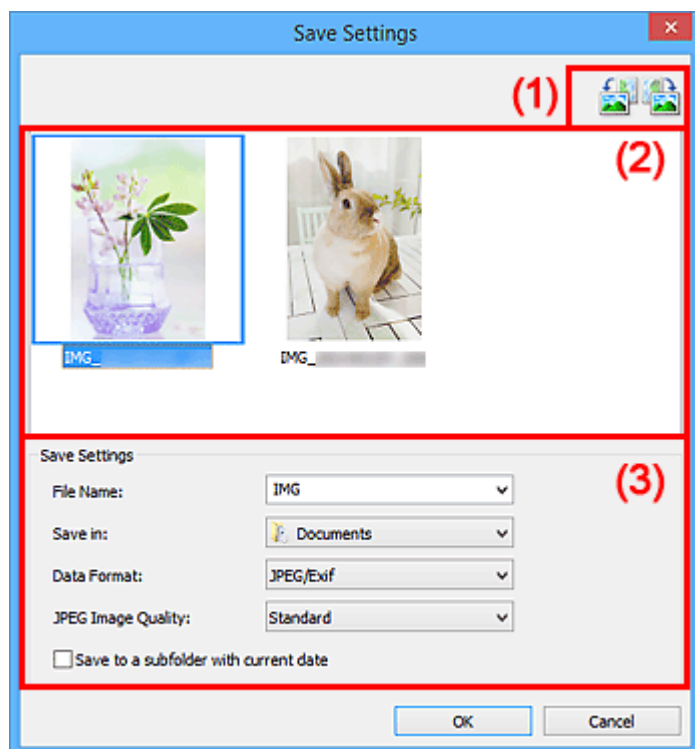 Save Settings
(1)
(2)
IMG_
IMG_
Save Settings
(3)
File Name:
IMG
Save in:
Documents
Data Format:
JPEG/Exif
JPEG Image Quality:
Standard
Save to a subfolder with current date
OK
Cancel